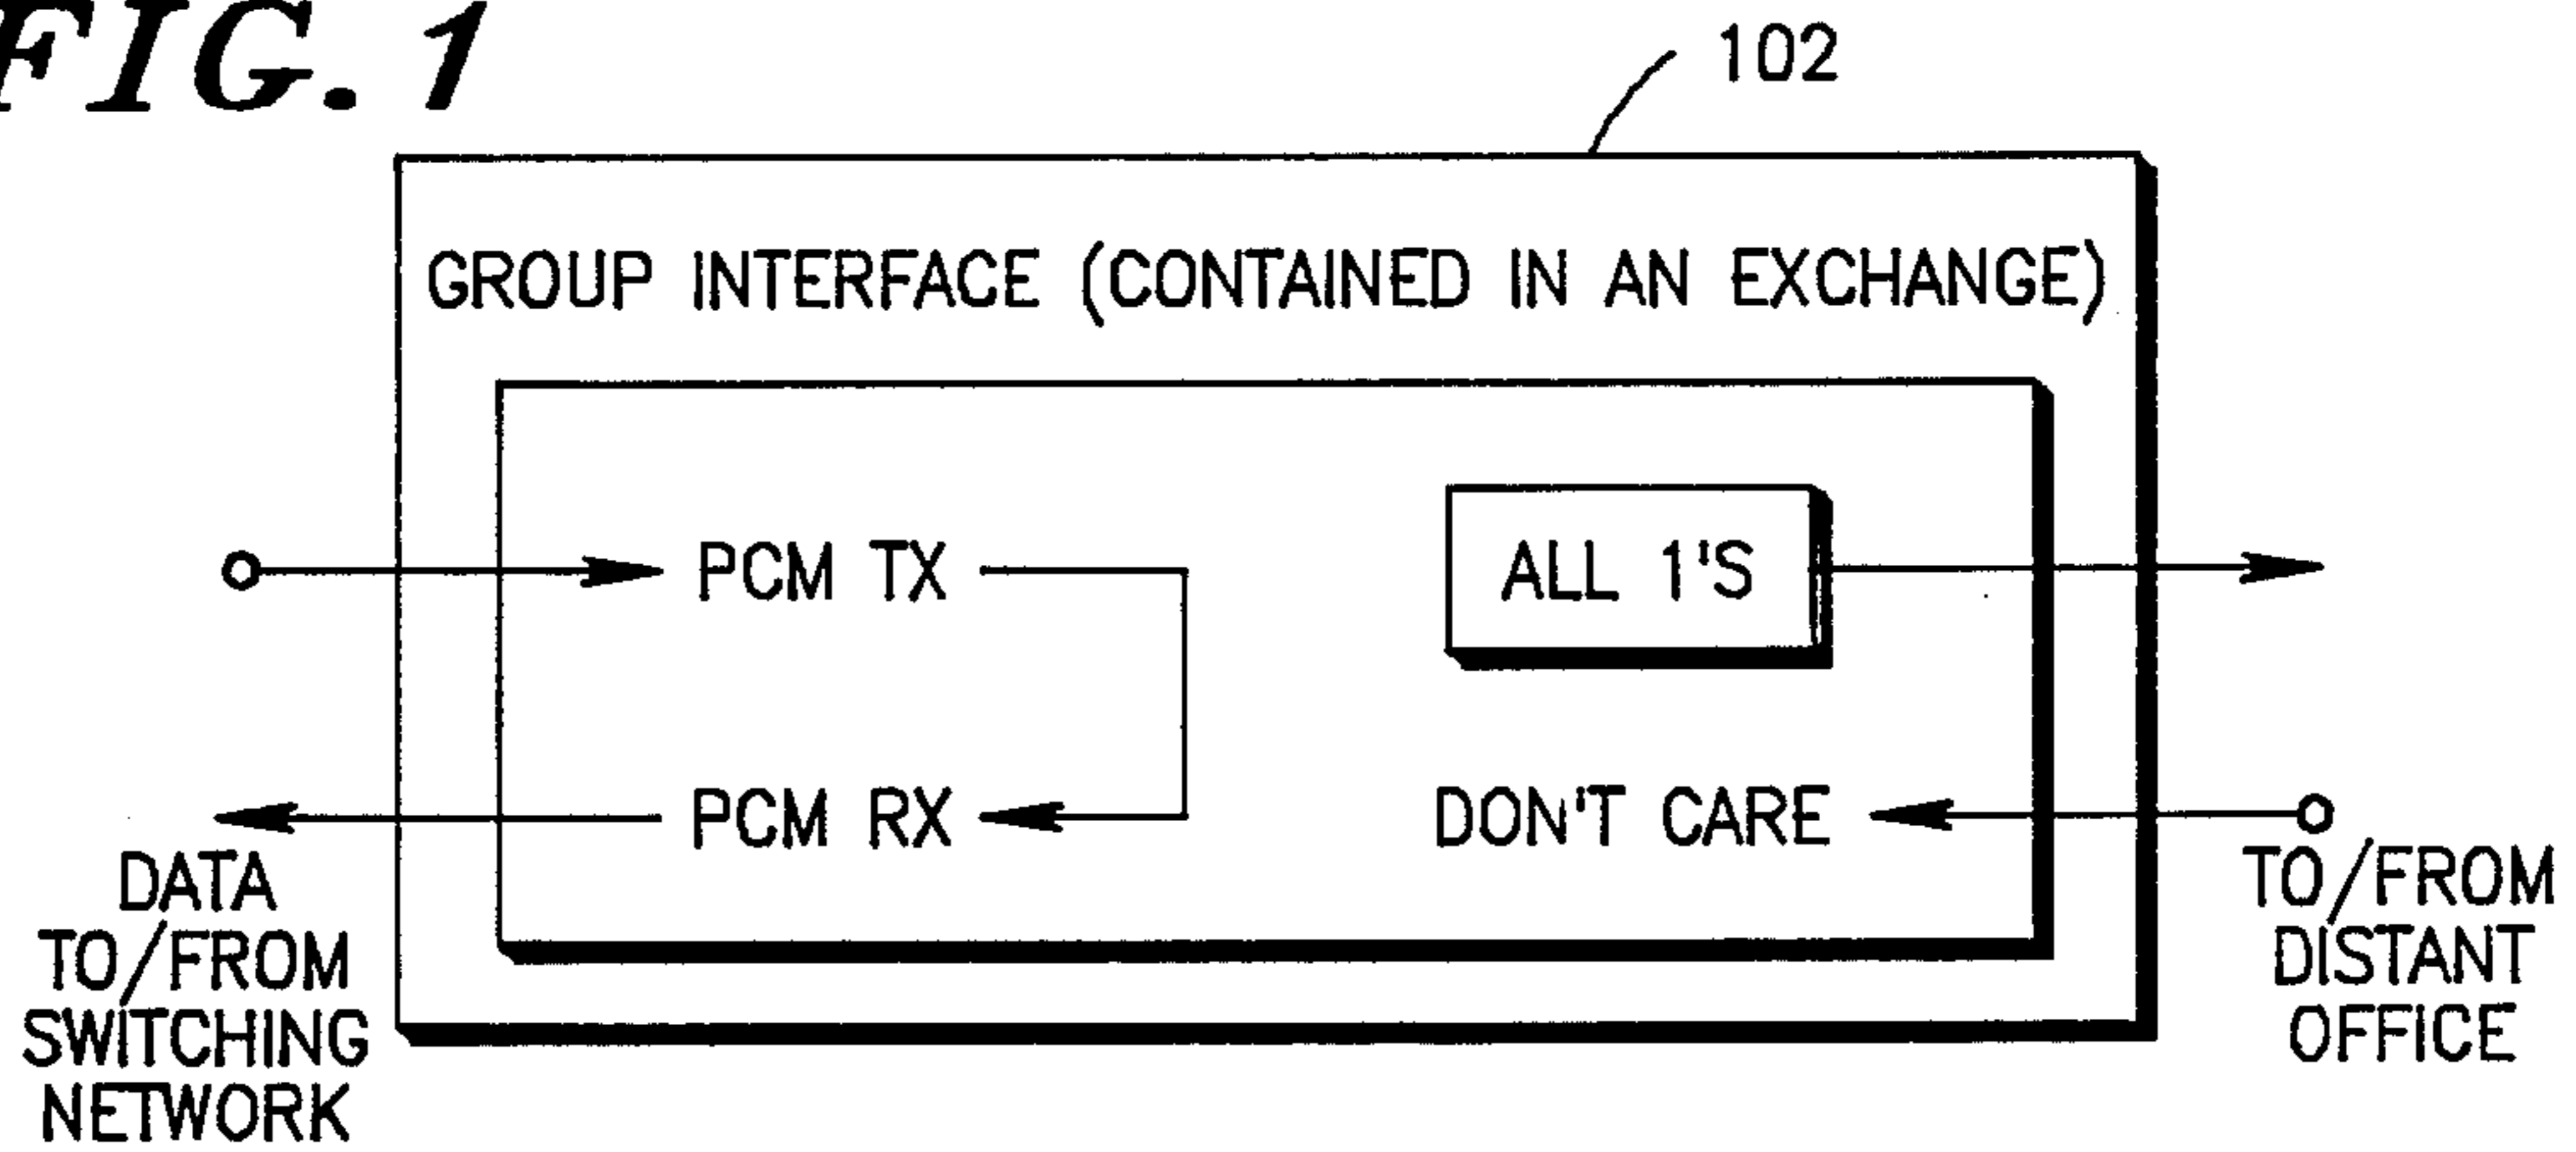 FIG. 1
102
GROUP INTERFACE (CONTAINED IN AN EXCHANGE)
PCM TX
ALL 1'S
PCM RX
DON'T CARE
DATA
TO/FROM
SWITCHING
NETWORK
TO/FROM
DISTANT
OFFICE